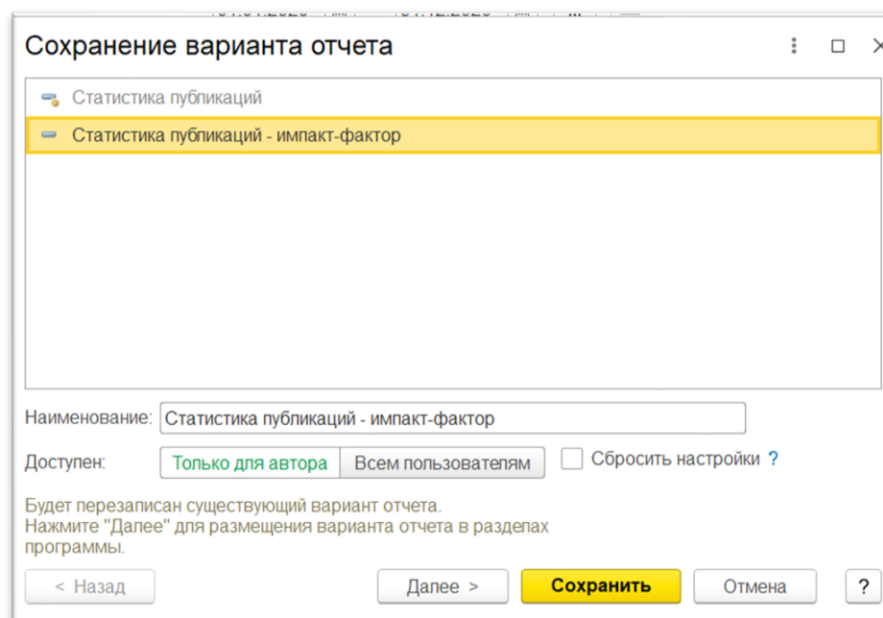 Сохранение варианта отчета
Статистика публикаций
Статистика публикаций - импакт-фактор
Наименование: Статистика публикаций - импакт-фактор
Доступен: Только для автора Всем пользователям Сбросить настройки ?
Будет перезаписан существующий вариант отчета.
Нажмите "Далее" для размещения варианта отчета в разделах
программы.
< Назад Далее > Сохранить Отмена ?